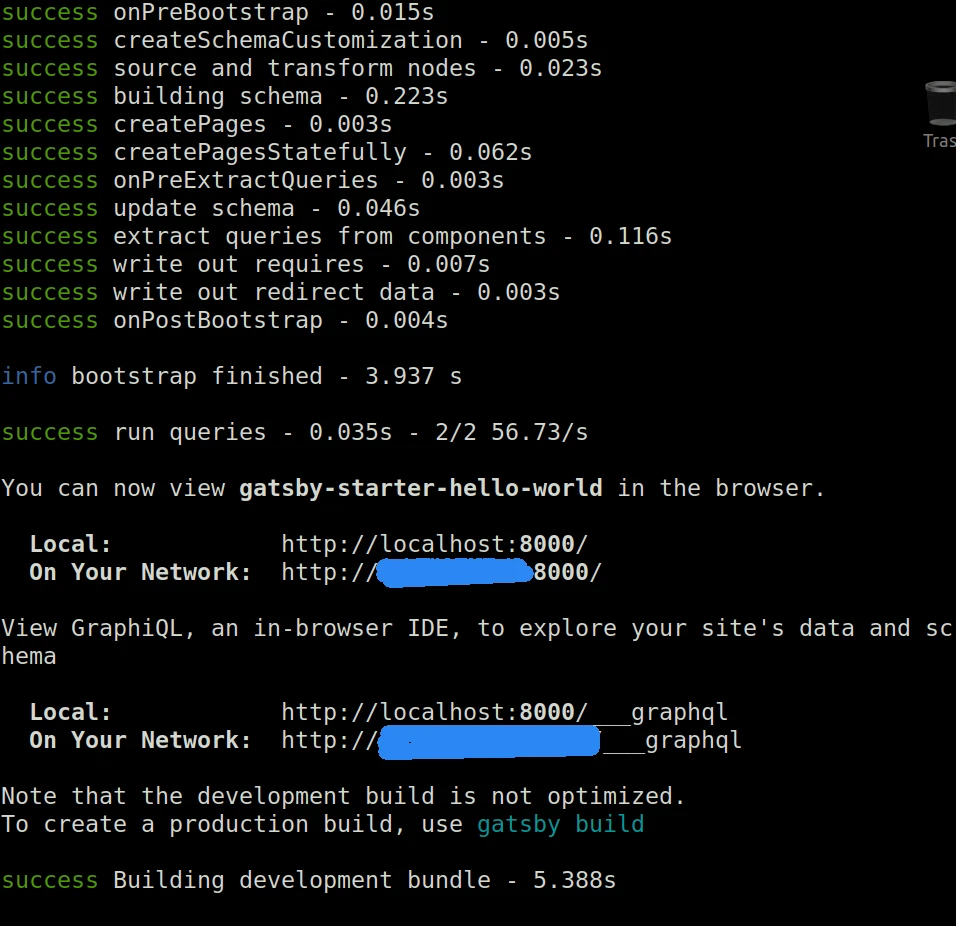 success onPreBootstrap - 0.015s
success createSchemaCustomization - 0.005s
success source and transform nodes - 0.023s
success building schema - 0.223s
success createPages - 0.003s
success createPagesStatefully - 0.062s
success onPreExtractQueries - 0.003s
success update schema - 0.046s
success extract queries from components - 0.116s
success write out requires - 0.007s
success write out redirect data - 0.003s
success onPostBootstrap - 0.004s
info bootstrap finished - 3.937 s
success run queries - 0.035s - 2/2 56.73/s
You can now view gatsby-starter-hello-world in the browser.
Local: http://localhost:8000/
On Your Network: http:// 8000/
View GraphiQL, an in-browser IDE, to explore your site's data and sc
hema
Local: http://localhost:8000/___graphql
On Your Network: http:// ___graphql
Note that the development build is not optimized.
To create a production build, use gatsby build
success Building development bundle - 5.388s
Tras